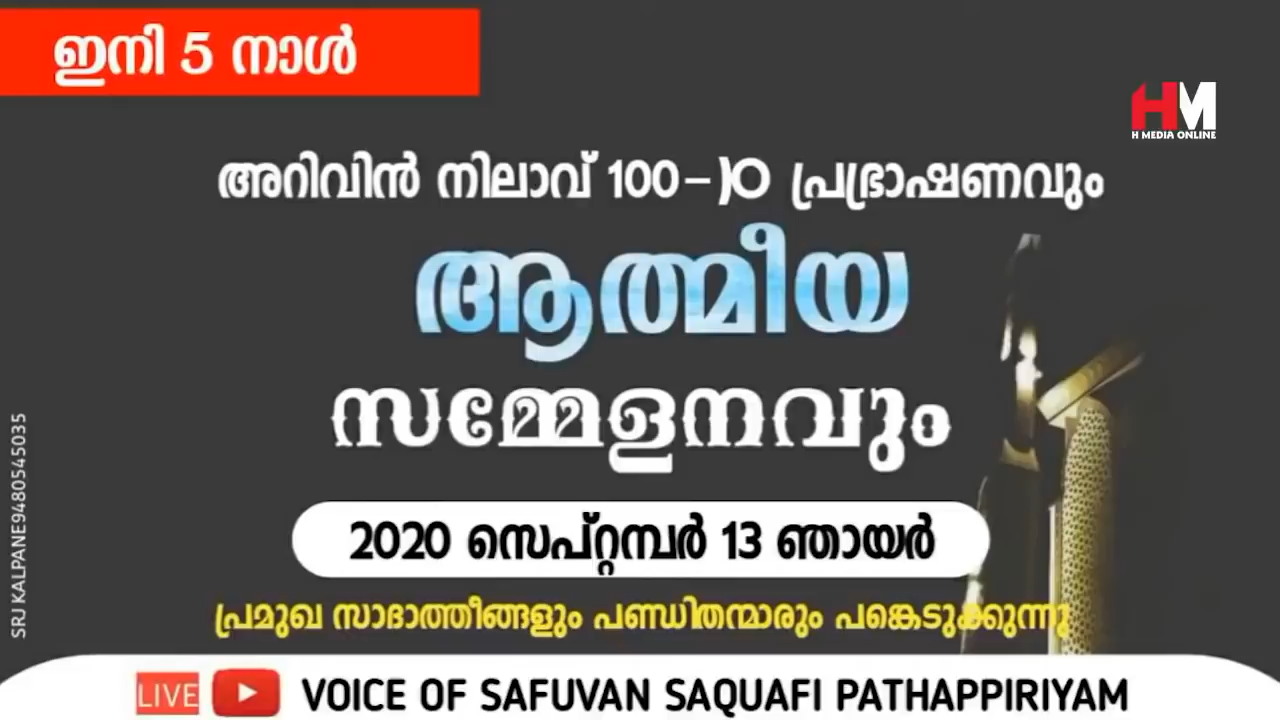 ഇനി 5 നാൾ
HM
H MEDIA ONLINE
അറിവിൻ നിലാവ് 100-ാം പ്രഭാഷണവും
ആത്മീയ
സമ്മേളനവും
2020 സെപ്റ്റമ്പർ 13 ഞായർ
പ്രമുഖ സാദാത്തീങ്ങളും പണ്ഡിതന്മാരും പങ്കെടുക്കുന്നു
SRJ KALPANE9480545035
LIVE VOICE OF SAFUVAN SAQUAFI PATHAPPIRIYAM